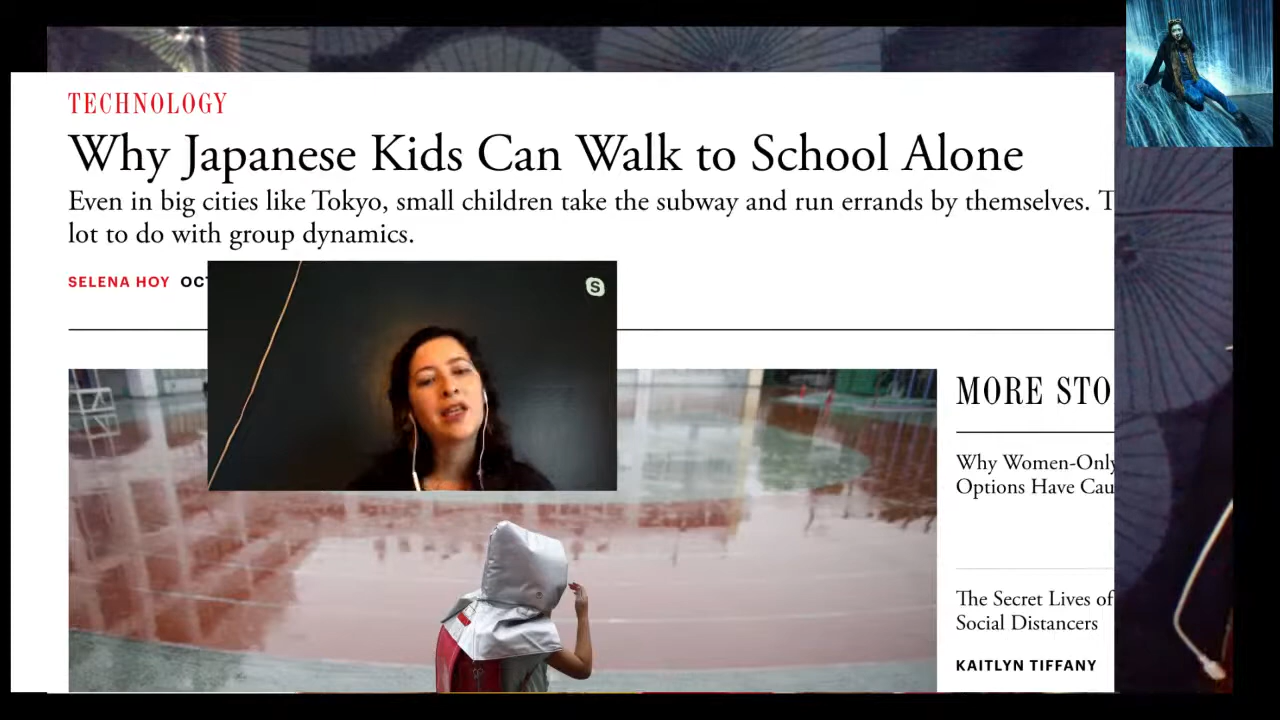 TECHNOLOGY
Why Japanese Kids Can Walk to School Alone
Even in big cities like Tokyo, small children take the subway and run errands by themselves. T
lot to do with group dynamics.
SELENA HOY OCT
S
MORE STO
Why Women-Only
Options Have Cau
The Secret Lives of
Social Distancers
KAITLYN TIFFANY